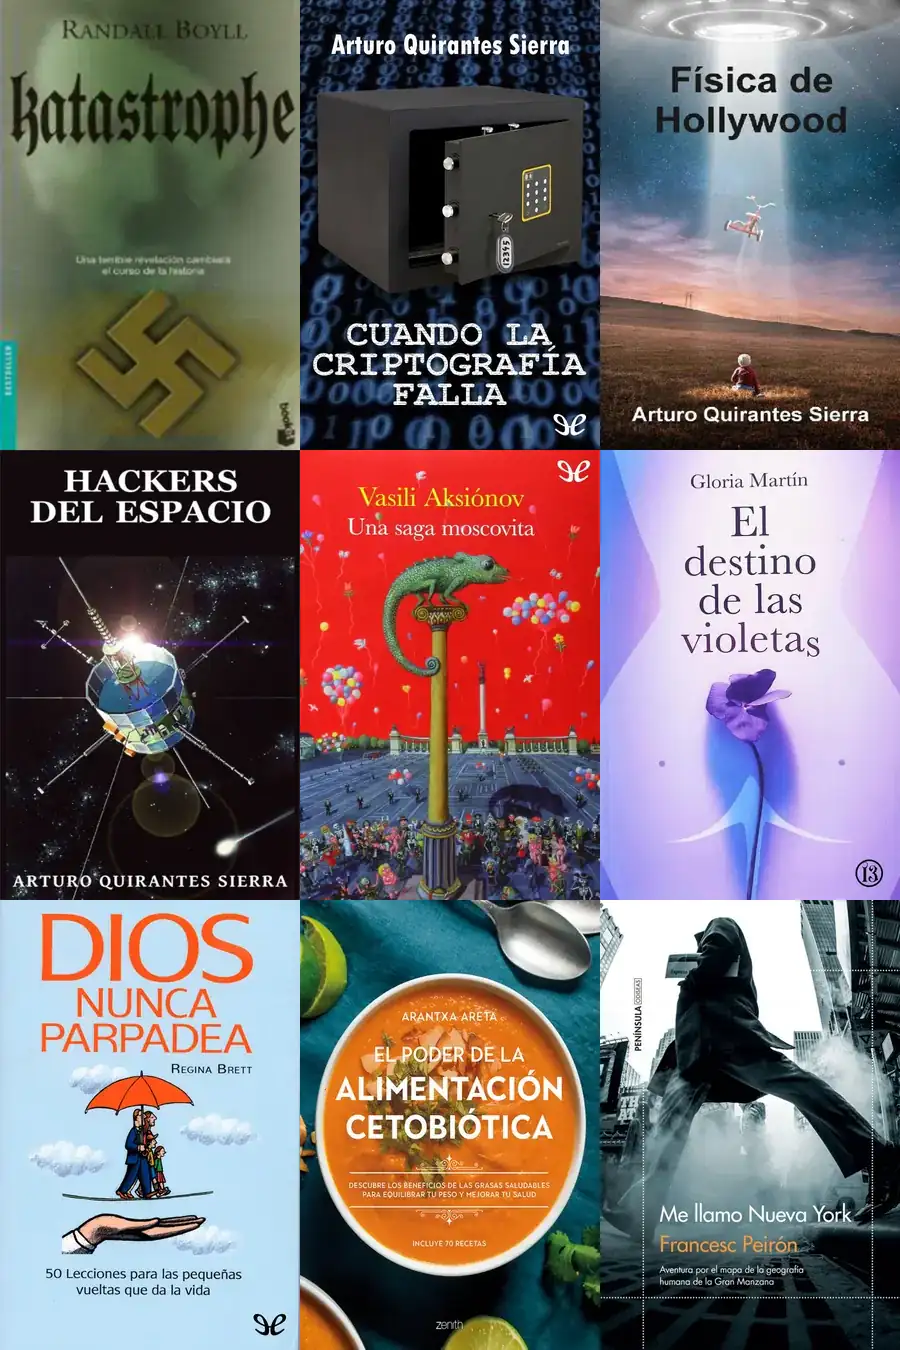 RANDALL BOYLL
katastrophe
Una terrible revelación cambiará
el curso de la historia
BESTSELLER
booket
Arturo Quirantes Sierra
12345
CUANDO LA
CRIPTOGRAFÍA
FALLA
Física de
Hollywood
Arturo Quirantes Sierra
HACKERS
DEL ESPACIO
ARTURO QUIRANTES SIERRA
Vasili Aksiónov
Una saga moscovita
Gloria Martín
El
destino
de las
violetas
13
DIOS
NUNCA
PARPADEA
REGINA BRETT
50 Lecciones para las pequeñas
vueltas que da la vida
ARANTXA ARETA
EL PODER DE LA
ALIMENTACIÓN
CETOBIÓTICA
DESCUBRE LOS BENEFICIOS DE LAS GRASAS SALUDABLES
PARA EQUILIBRAR TU PESO Y MEJORAR TU SALUD
INCLUYE 70 RECETAS
zenith
PENÍNSULA ODISEAS
Me llamo Nueva York
Francesc Peirón
Aventura por el mapa de la geografía
humana de la Gran Manzana